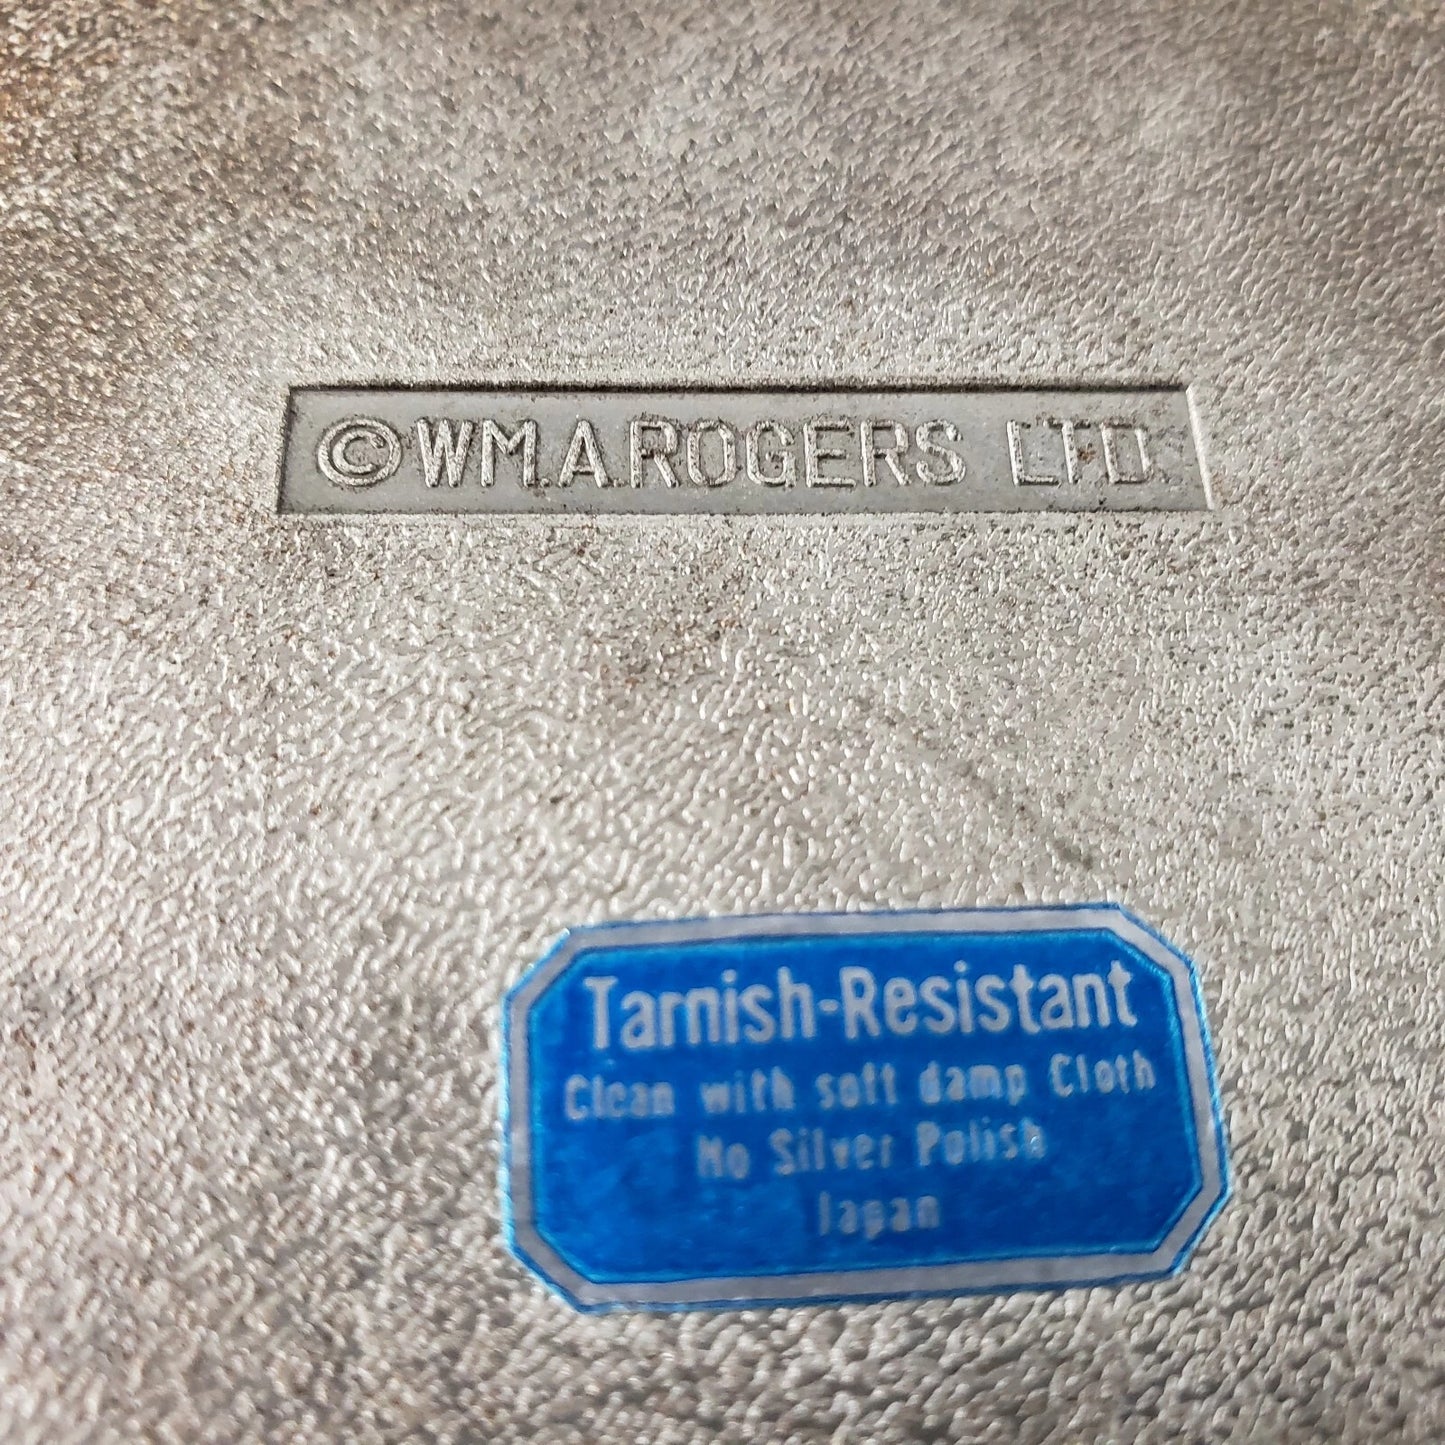 ©WM.A.ROGERS LTD.
Tarnish-Resistant
Clean with soft damp Cloth
No Silver Polish
Japan